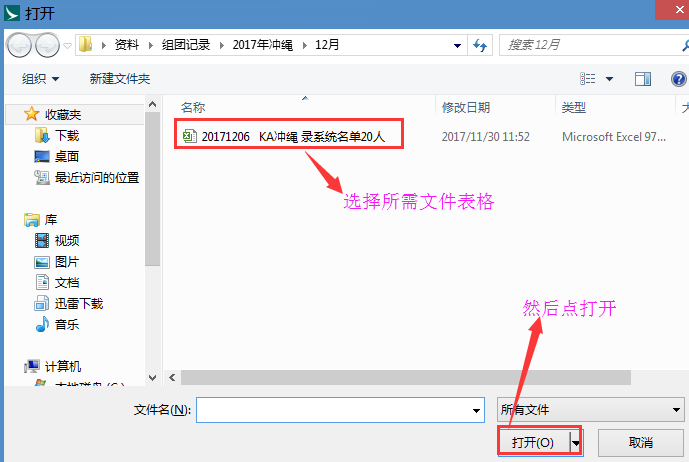 打开
资料 组团记录 2017年冲绳 12月
搜索12月
组织 新建文件夹
名称 修改日期 类型
收藏夹
下载
桌面
最近访问的位置
库
视频
图片
文档
迅雷下载
音乐
计算机
20171206 KA冲绳 录系统名单20人 2017/11/30 11:52 Microsoft Excel 97...
选择所需文件表格
然后点打开
文件名(N): 所有文件
打开(O) 取消